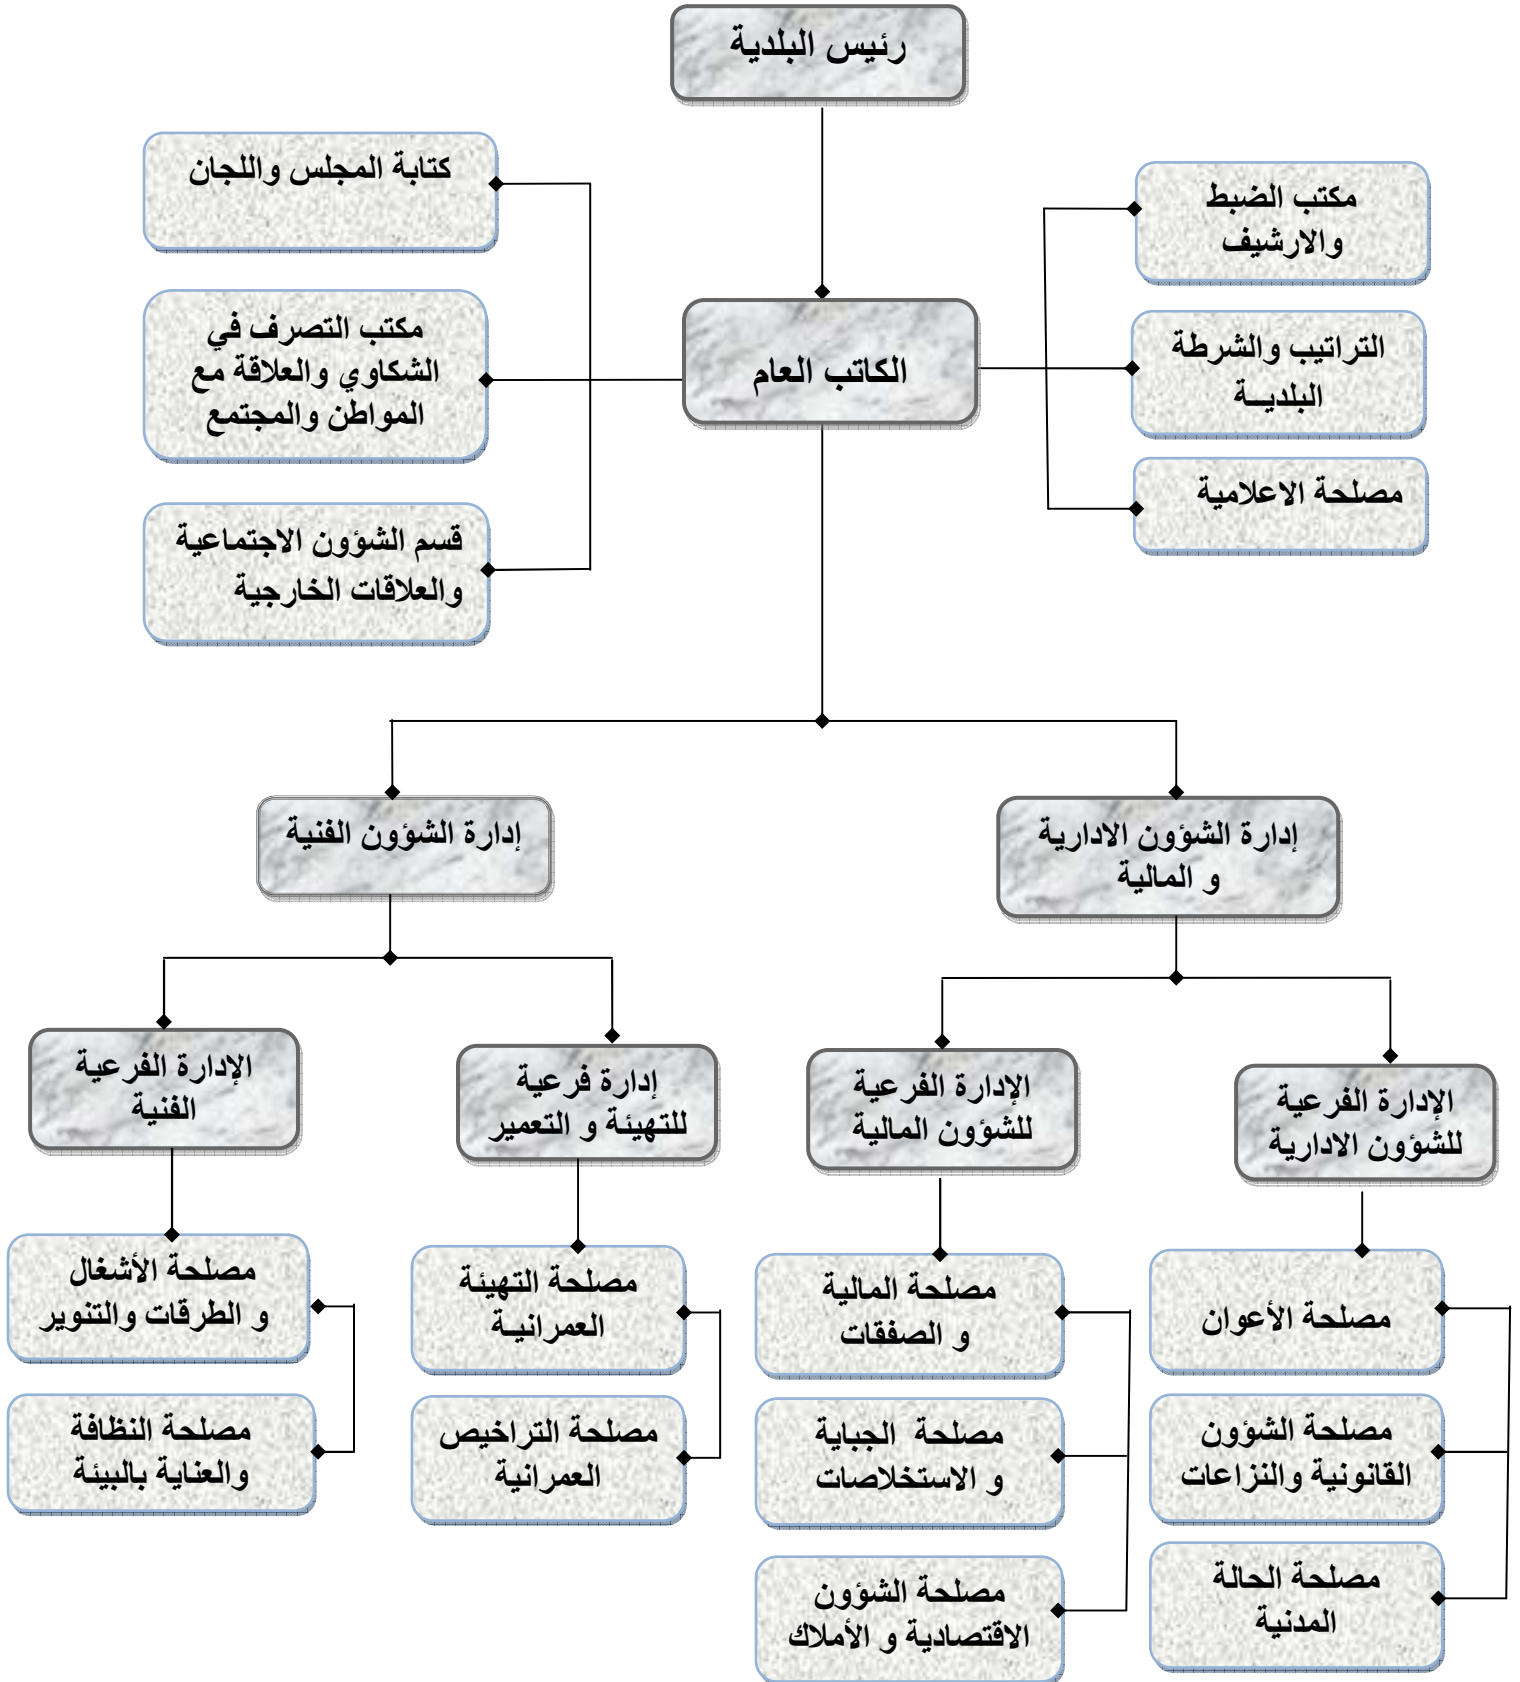 رئيس البلدية
مكتب الضبط
والارشيف
التراتيب والشرطة
البلديــة
مصلحة الاعلامية
كتابة المجلس واللجان
مكتب التصرف في
الشكاوي والعلاقة مع
المواطن والمجتمع
قسم الشؤون الاجتماعية
والعلاقات الخارجية
الكاتب العام
إدارة الشؤون الادارية
و المالية
إدارة الشؤون الفنية
الإدارة الفرعية
للشؤون الادارية
الإدارة الفرعية
للشؤون المالية
إدارة فرعية
للتهيئة و التعمير
الإدارة الفرعية
الفنية
مصلحة الأعوان
مصلحة الشؤون
القانونية والنزاعات
مصلحة الحالة
المدنية
مصلحة المالية
و الصفقات
مصلحة الجباية
و الاستخلاصات
مصلحة الشؤون
الاقتصادية و الأملاك
مصلحة التهيئة
العمرانيـة
مصلحة التراخيص
العمرانية
مصلحة الأشغال
و الطرقات والتنوير
مصلحة النظافة
والعناية بالبيئة